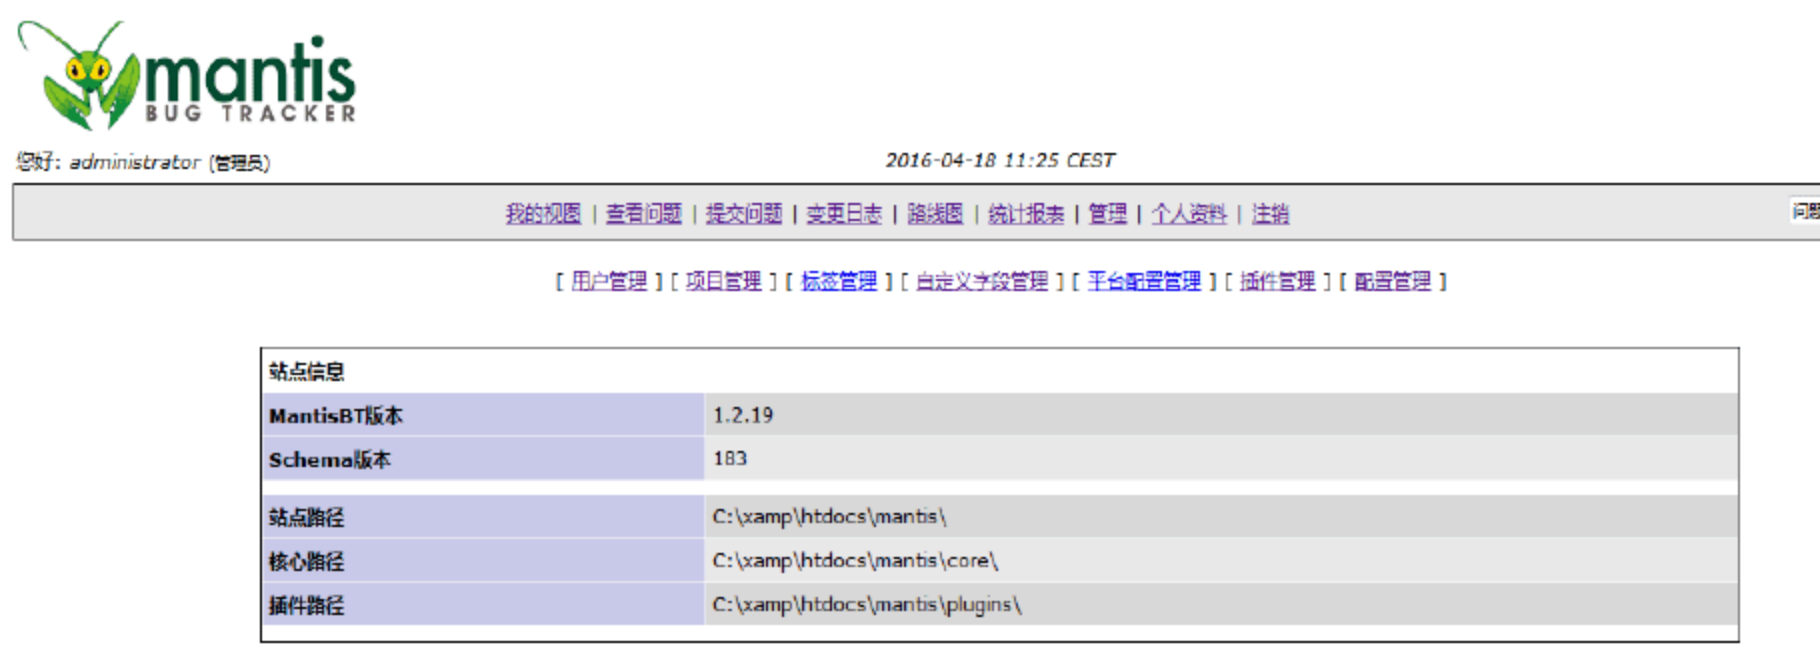 mantis
BUG TRACKER
您好: administrator (管理员)
2016-04-18 11:25 CEST
我的视图 | 查看问题 | 提交问题 | 变更日志 | 路线图 | 统计报表 | 管理 | 个人资料 | 注销
问题
[ 用户管理 ] [ 项目管理 ] [ 标签管理 ] [ 自定义字段管理 ] [ 平台配置管理 ] [ 插件管理 ] [ 配置管理 ]
站点信息
MantisBT版本 1.2.19
Schema版本 183
站点路径 C:\xamp\htdocs\mantis\
核心路径 C:\xamp\htdocs\mantis\core\
插件路径 C:\xamp\htdocs\mantis\plugins\